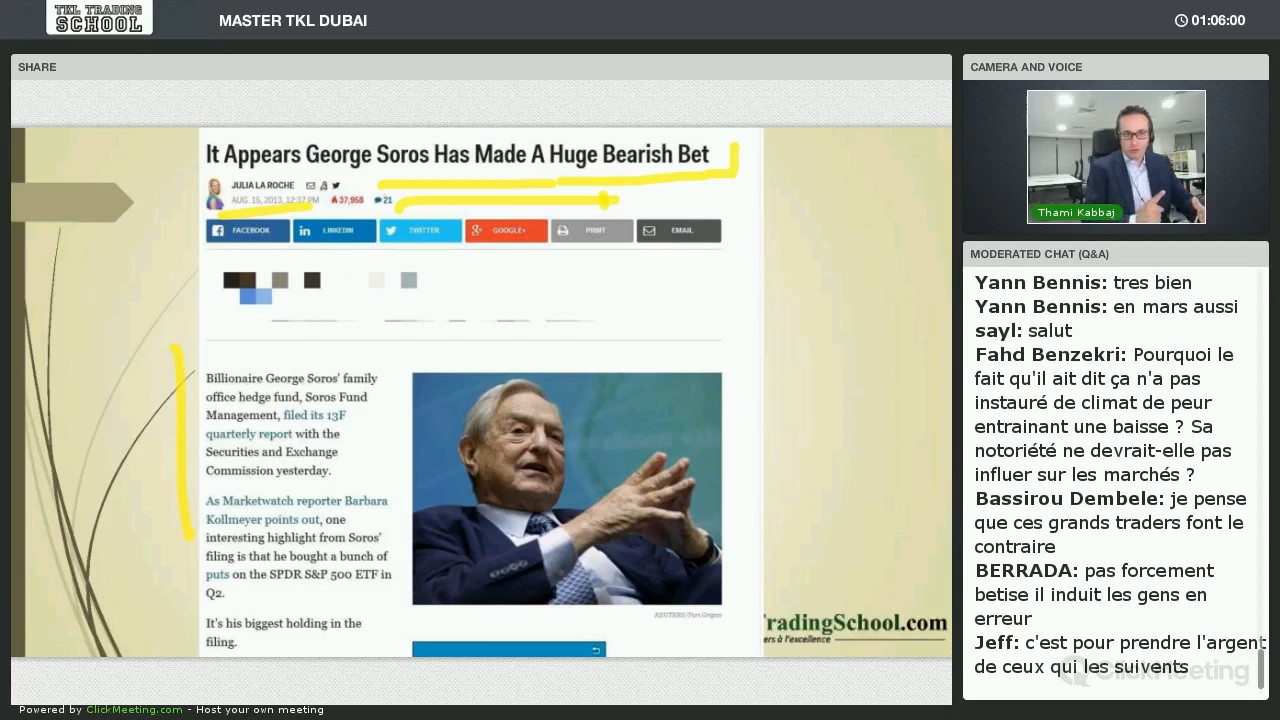 TKL TRADING
SCHOOL
MASTER TKL DUBAI
01:06:00
SHARE
It Appears George Soros Has Made A Huge Bearish Bet
JULIA LA ROCHE
AUG. 15, 2013, 12:37 PM 37,958 21
FACEBOOK
LINKEDIN
TWITTER
GOOGLE+
PRINT
EMAIL
Billionaire George Soros' family
office hedge fund, Soros Fund
Management, filed its 13F
quarterly report with the
Securities and Exchange
Commission yesterday.
As Marketwatch reporter Barbara
Kollmeyer points out, one
interesting highlight from Soros'
filing is that he bought a bunch of
puts on the SPDR S&P 500 ETF in
Q2.
It's his biggest holding in the
filing.
REUTERS/Yuri Gripas
TradingSchool.com
ers à l'excellence
CAMERA AND VOICE
Thami Kabbaj
MODERATED CHAT (Q&A)
Yann Bennis: tres bien
Yann Bennis: en mars aussi
sayl: salut
Fahd Benzekri: Pourquoi le
fait qu'il ait dit ça n'a pas
instauré de climat de peur
entrainant une baisse ? Sa
notoriété ne devrait-elle pas
influer sur les marchés ?
Bassirou Dembele: je pense
que ces grands traders font le
contraire
BERRADA: pas forcement
betise il induit les gens en
erreur
Jeff: c'est pour prendre l'argent
de ceux qui les suivents
ClickMeeting
Powered by ClickMeeting.com - Host your own meeting